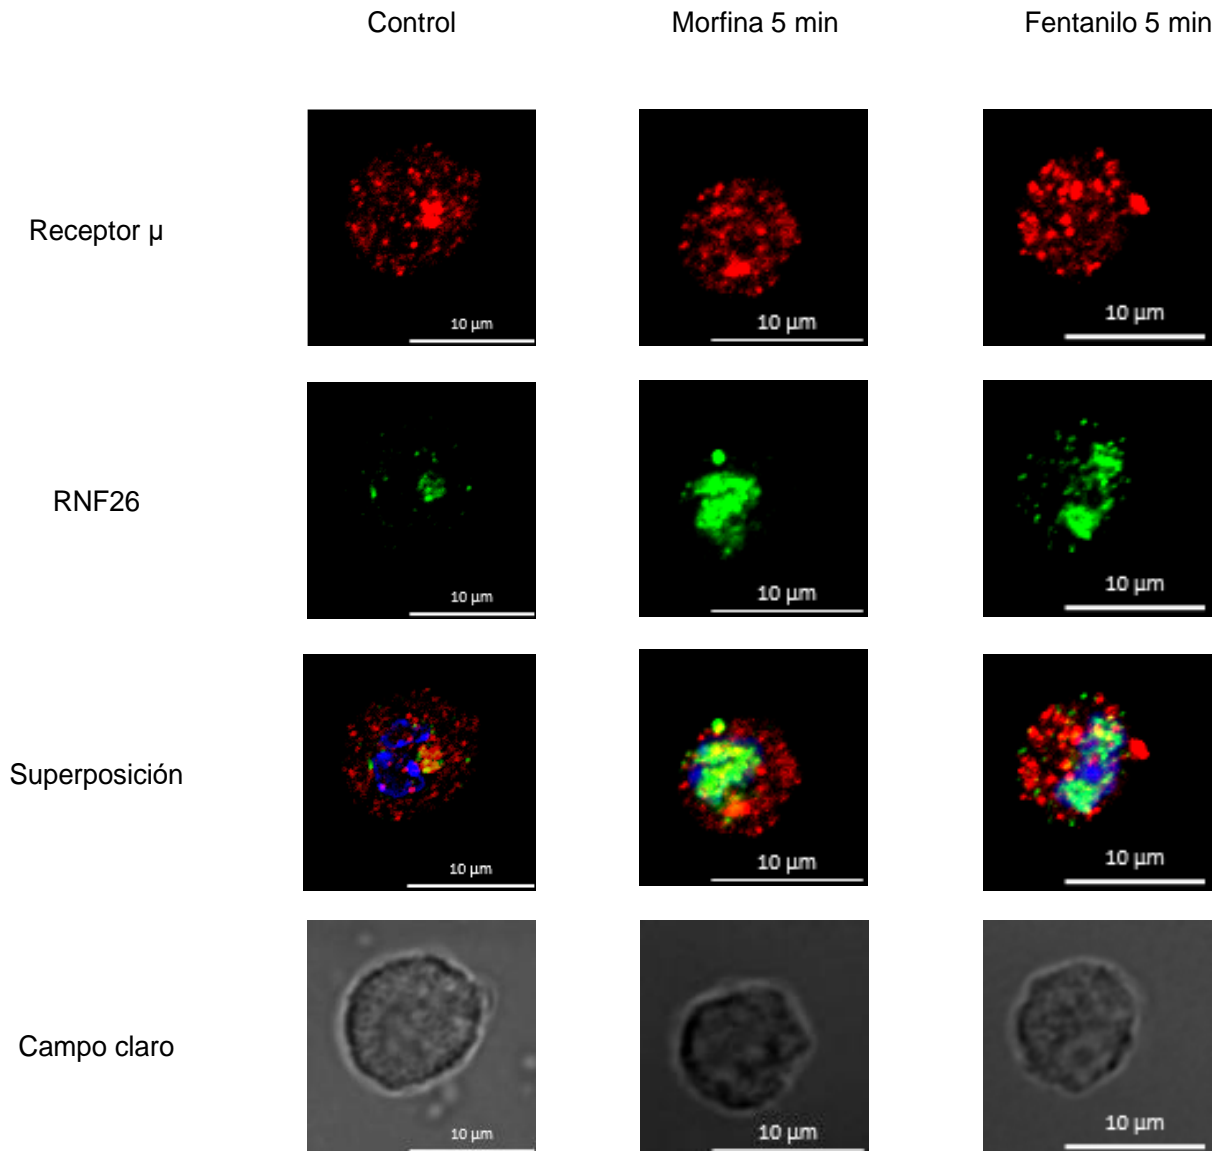 Control Morfina 5 min Fentanilo 5 min
Receptor µ
10 µm 10 µm 10 µm
RNF26
10 µm 10 µm 10 µm
Superposición
10 µm 10 µm 10 µm
Campo claro
10 µm 10 µm 10 µm